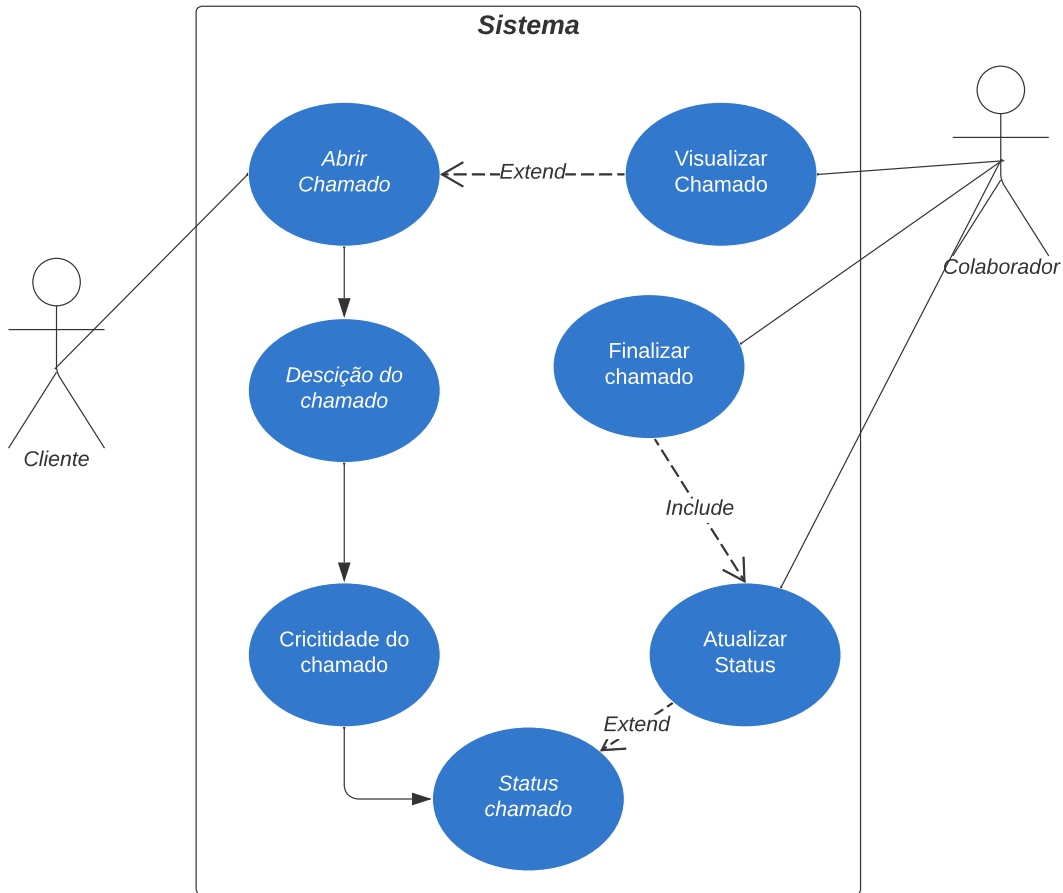 Sistema
Abrir
Chamado
Extend
Visualizar
Chamado
Colaborador
Descição do
chamado
Finalizar
chamado
Cliente
Include
Cricitidade do
chamado
Atualizar
Status
Extend
Status
chamado